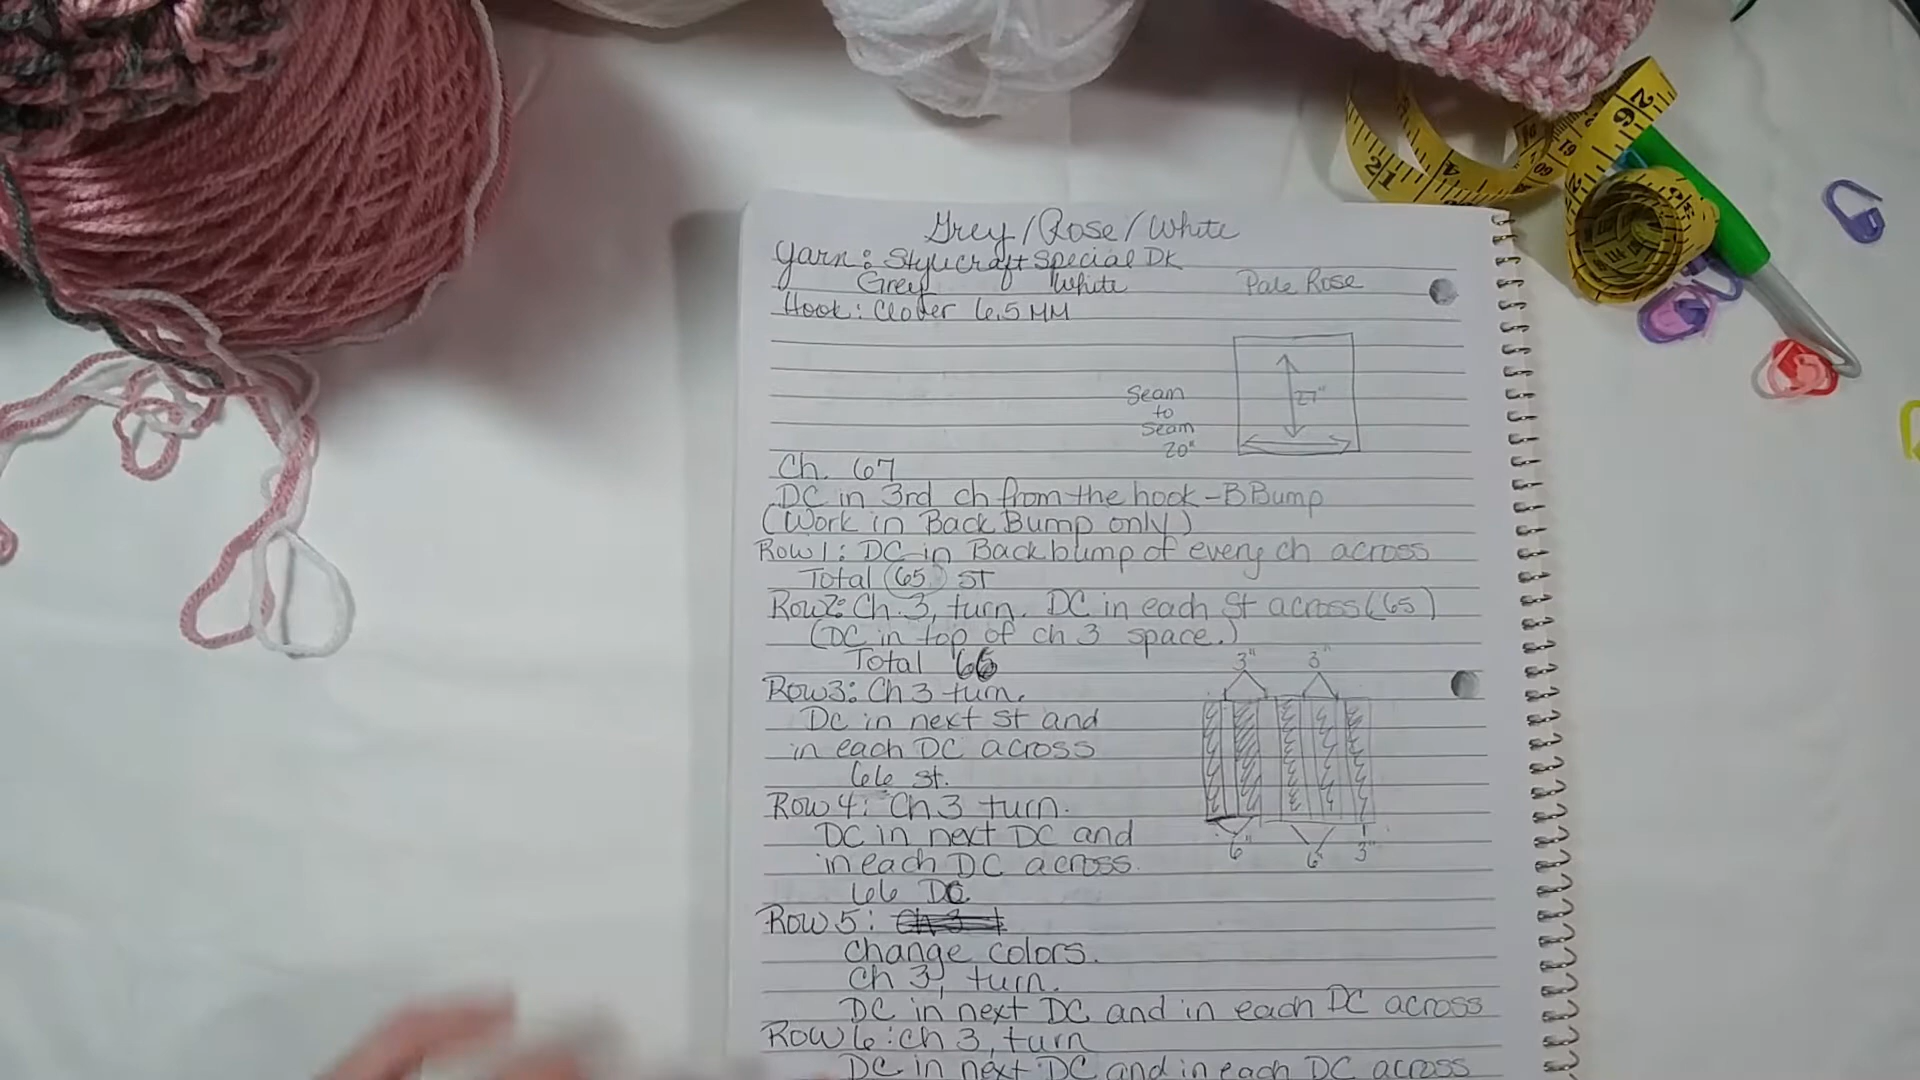 Grey/Rose/White
Yarn: Stylecraft Special DK
Grey White Pale Rose
Hook: Clover 6.5 MM
27"
Seam
to
Seam
20"
Ch. 67
DC in 3rd ch from the hook - B Bump
(Work in Back Bump only)
Row 1: DC in Back bump of every ch across
Total 65 ST
Row 2: Ch. 3, turn. DC in each St across (65)
(DC in top of ch 3 space.)
Total 66
3" 3"
Row 3: Ch 3 turn.
DC in next st and
in each DC across
66 st.
Row 4: Ch 3 turn.
DC in next DC and
in each DC across.
66 DC
6" 6" 3"
Row 5:
Change colors.
Ch 3, turn.
DC in next DC and in each DC across
Row 6: Ch 3, turn
DC in next DC and in each DC across
26
21
4
60
19